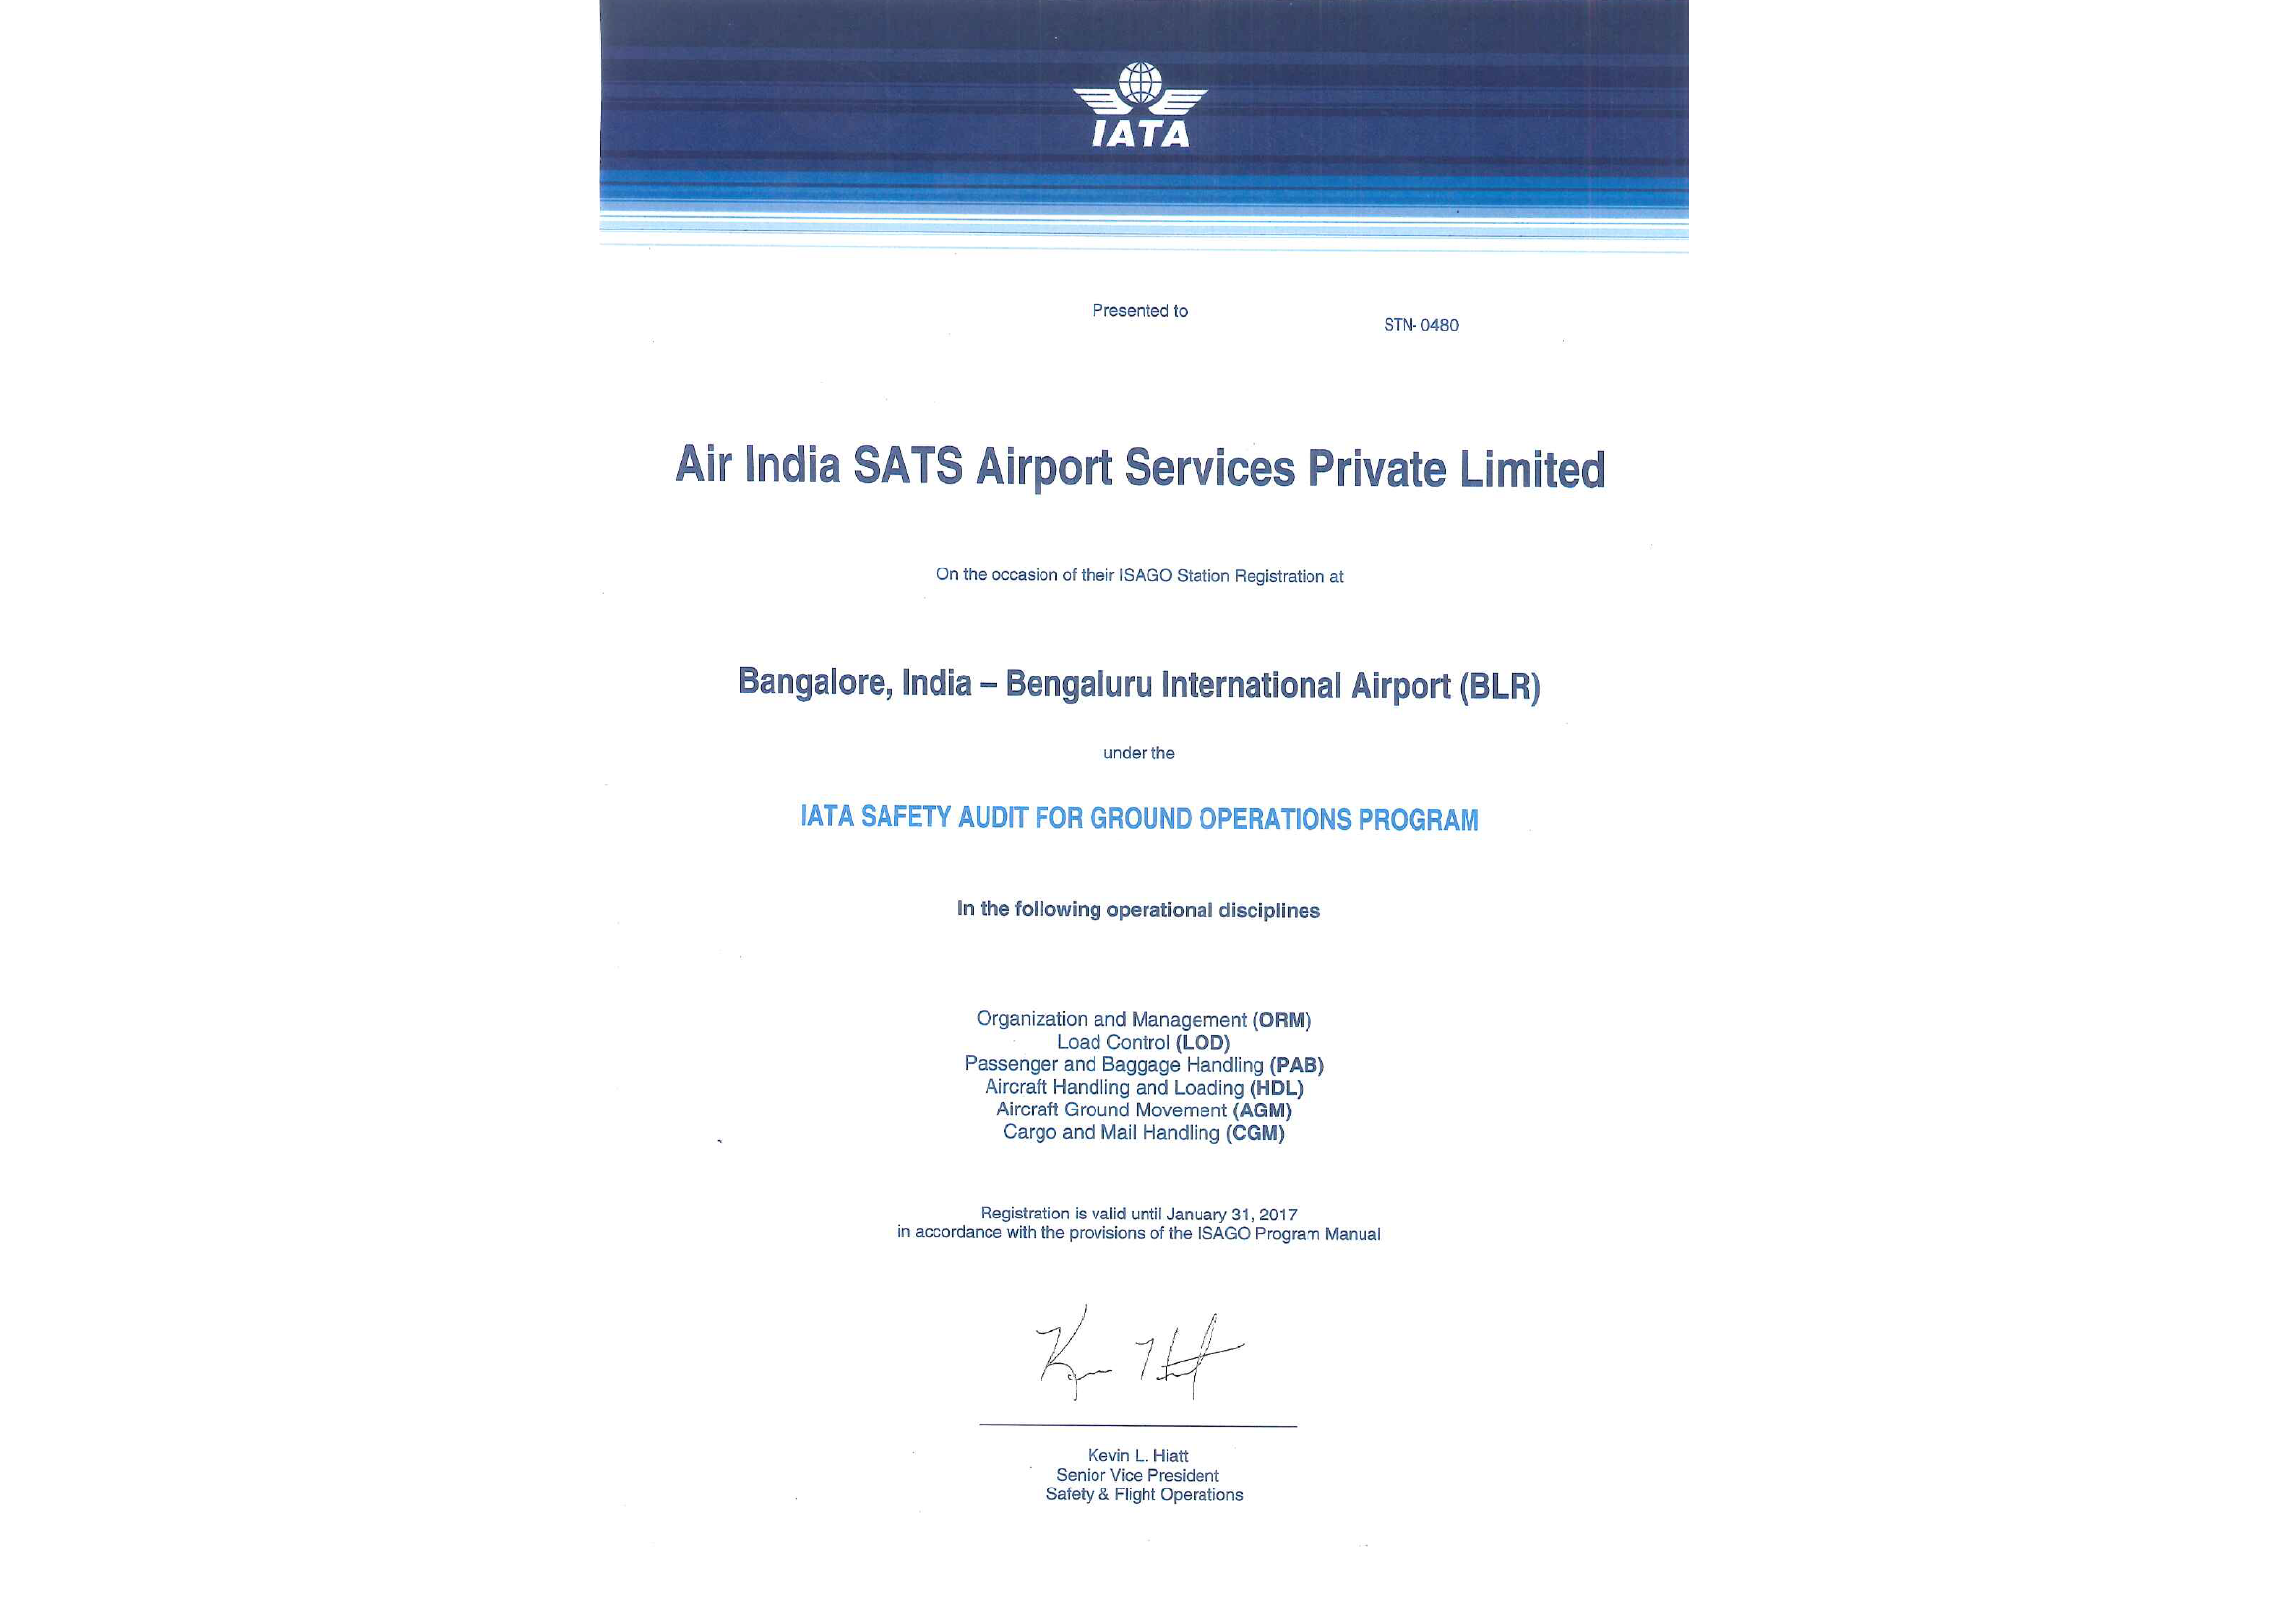 IATA
Presented to
STN- 0480
Air India SATS Airport Services Private Limited
On the occasion of their ISAGO Station Registration at
Bangalore, India – Bengaluru International Airport (BLR)
under the
IATA SAFETY AUDIT FOR GROUND OPERATIONS PROGRAM
In the following operational disciplines
Organization and Management (ORM)
Load Control (LOD)
Passenger and Baggage Handling (PAB)
Aircraft Handling and Loading (HDL)
Aircraft Ground Movement (AGM)
Cargo and Mail Handling (CGM)
Registration is valid until January 31, 2017
in accordance with the provisions of the ISAGO Program Manual
Kevin L. Hiatt
Senior Vice President
Safety & Flight Operations